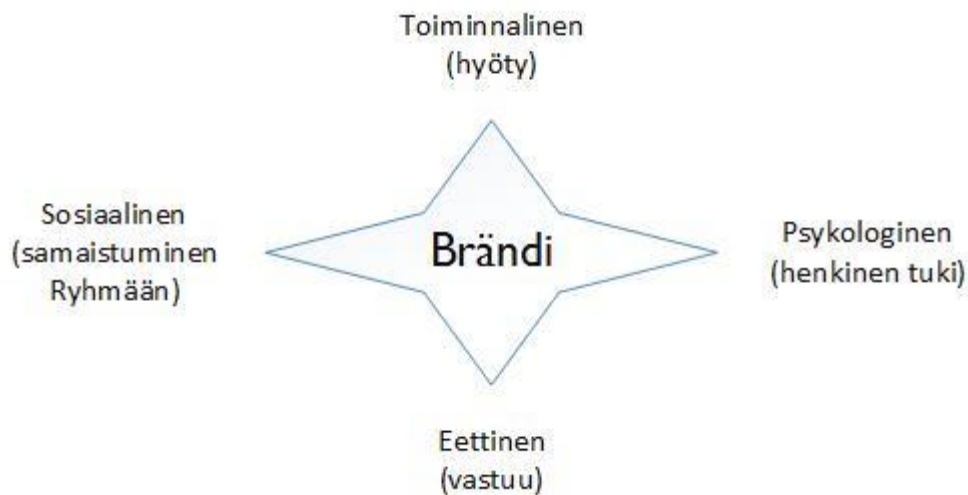 Toiminnalinen
(hyöty)
Sosiaalinen
(samaistuminen
Ryhmään)
Brändi
Psykologinen
(henkinen tuki)
Eettinen
(vastuu)